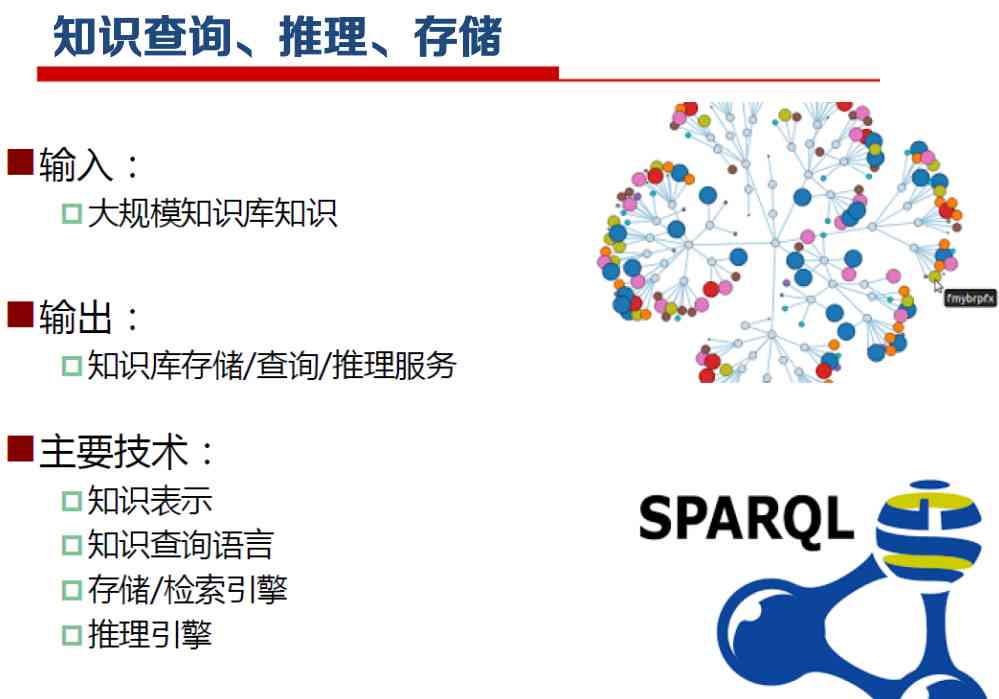 知识查询、推理、存储
输入：
大规模知识库知识
输出：
知识库存储/查询/推理服务
主要技术：
知识表示
知识查询语言
存储/检索引擎
推理引擎
fmybrpfx
SPARQL